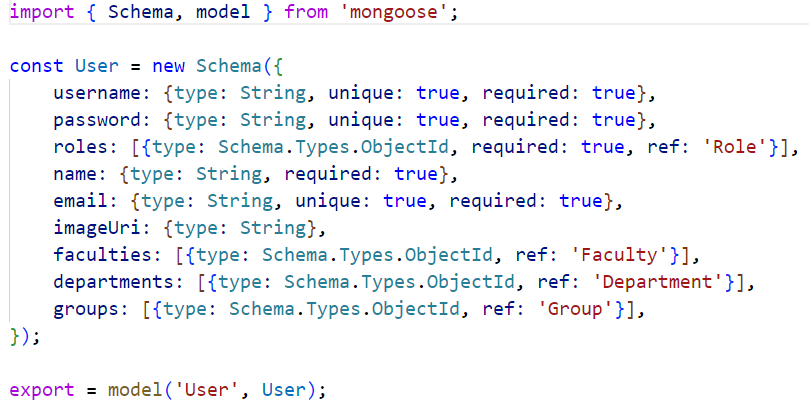 import { Schema, model } from 'mongoose';
const User = new Schema({
    username: {type: String, unique: true, required: true},
    password: {type: String, unique: true, required: true},
    roles: [{type: Schema.Types.ObjectId, required: true, ref: 'Role'}],
    name: {type: String, required: true},
    email: {type: String, unique: true, required: true},
    imageUri: {type: String},
    faculties: [{type: Schema.Types.ObjectId, ref: 'Faculty'}],
    departments: [{type: Schema.Types.ObjectId, ref: 'Department'}],
    groups: [{type: Schema.Types.ObjectId, ref: 'Group'}],
});
export = model('User', User);